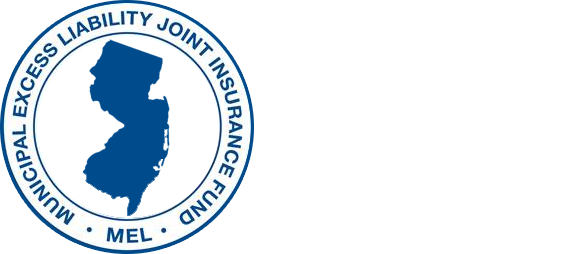 MUNICIPAL EXCESS LIABILITY JOINT INSURANCE FUND
• MEL •